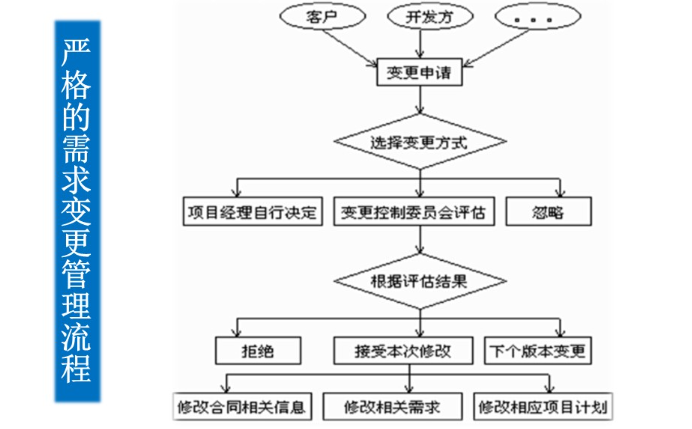 严格的需求变更管理流程
客户
开发方
...
变更申请
选择变更方式
项目经理自行决定
变更控制委员会评估
忽略
根据评估结果
拒绝
接受本次修改
下个版本变更
修改合同相关信息
修改相关需求
修改相应项目计划